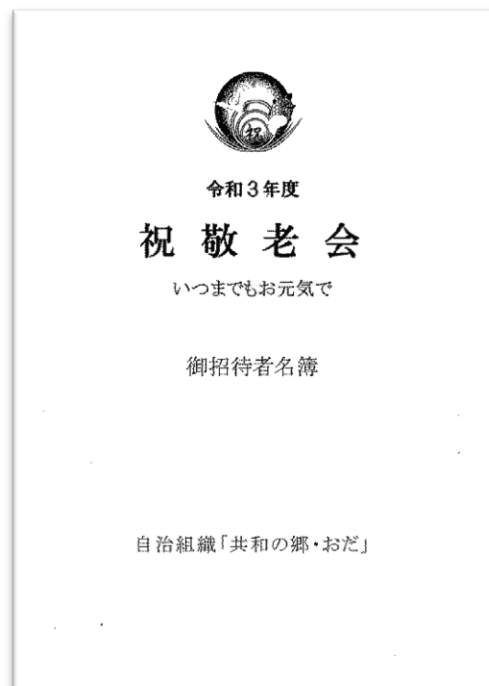 祝
令和3年度
祝 敬 老 会
いつまでもお元気で
御招待者名簿
自治組織「共和の郷・おだ」